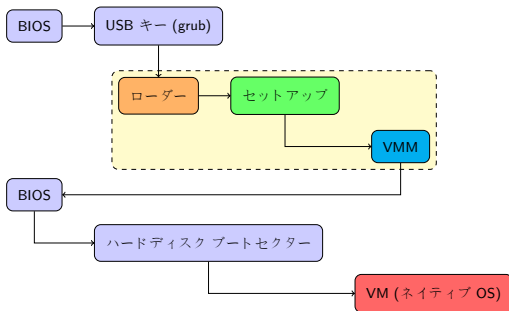 BIOS
USB キー (grub)
ローダー
セットアップ
VMM
BIOS
ハードディスク ブートセクター
VM (ネイティブ OS)